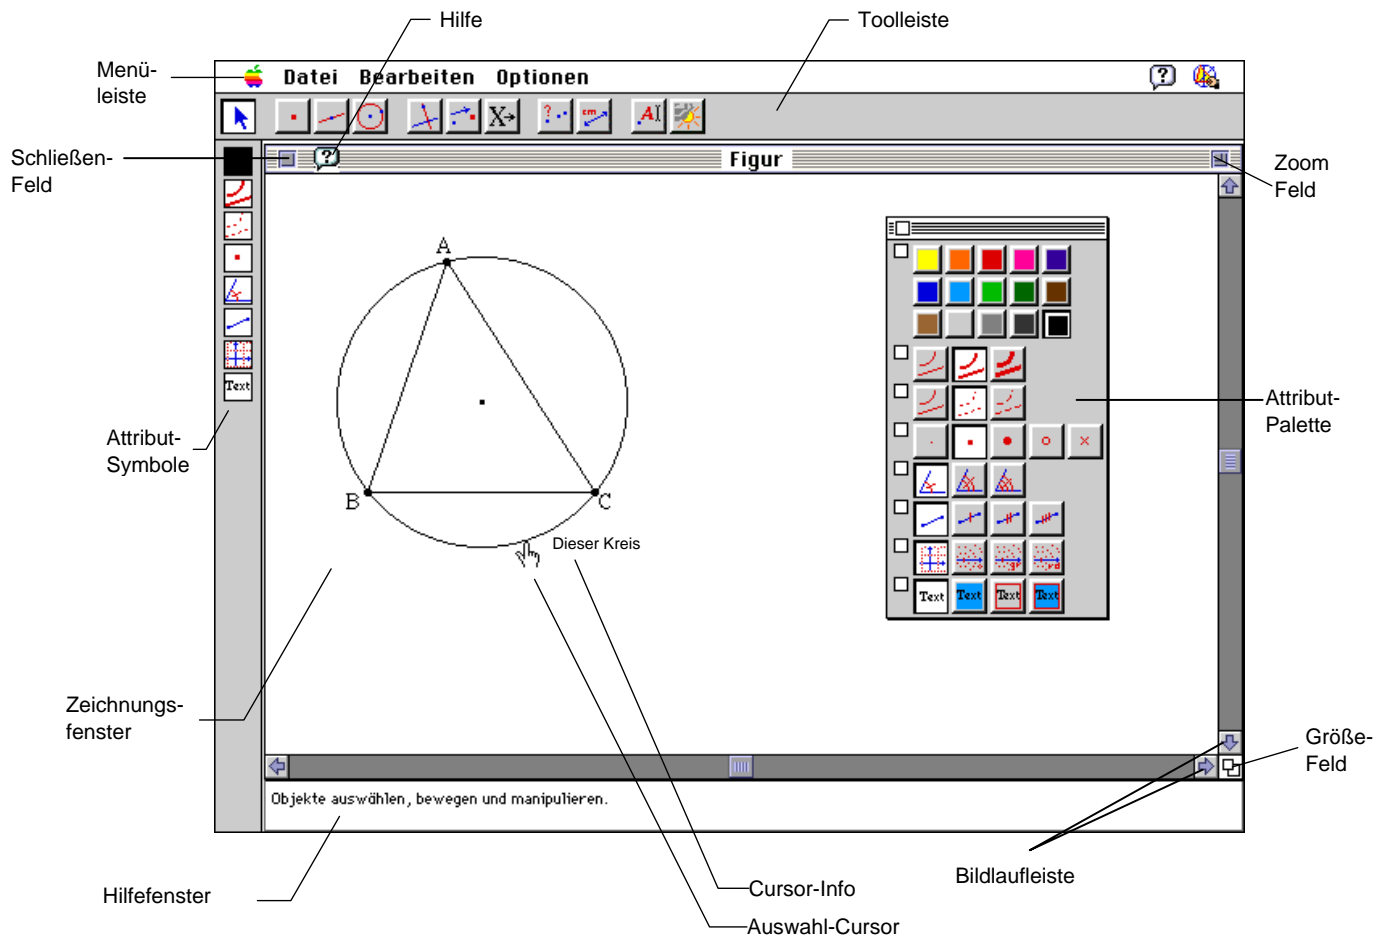 Hilfe
Toolleiste
Menü-
leiste
Datei Bearbeiten Optionen
?
X
?
cm
A
Schließen-
Feld
?
Figur
Zoom
Feld
Text
A
B
C
Dieser Kreis
Attribut-
Symbole
Attribut-
Palette
Text Text Text Text
Zeichnungs-
fenster
Größe-
Feld
Objekte auswählen, bewegen und manipulieren.
Bildlaufleiste
Hilfefenster
Cursor-Info
Auswahl-Cursor